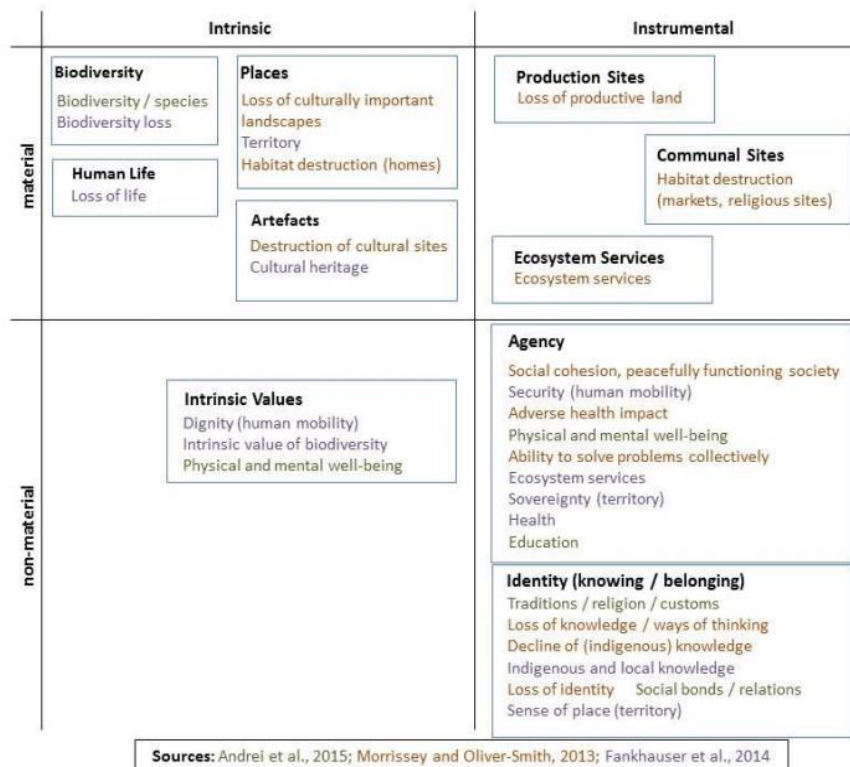 Intrinsic
Instrumental
material
Biodiversity
Biodiversity / species
Biodiversity loss
Human Life
Loss of life
Places
Loss of culturally important
landscapes
Territory
Habitat destruction (homes)
Artefacts
Destruction of cultural sites
Cultural heritage
Production Sites
Loss of productive land
Communal Sites
Habitat destruction
(markets, religious sites)
Ecosystem Services
Ecosystem services
non-material
Intrinsic Values
Dignity (human mobility)
Intrinsic value of biodiversity
Physical and mental well-being
Agency
Social cohesion, peacefully functioning society
Security (human mobility)
Adverse health impact
Physical and mental well-being
Ability to solve problems collectively
Ecosystem services
Sovereignty (territory)
Health
Education
Identity (knowing / belonging)
Traditions / religion / customs
Loss of knowledge / ways of thinking
Decline of (indigenous) knowledge
Indigenous and local knowledge
Loss of identity Social bonds / relations
Sense of place (territory)
Sources: Andrei et al., 2015; Morrissey and Oliver-Smith, 2013; Fankhauser et al., 2014